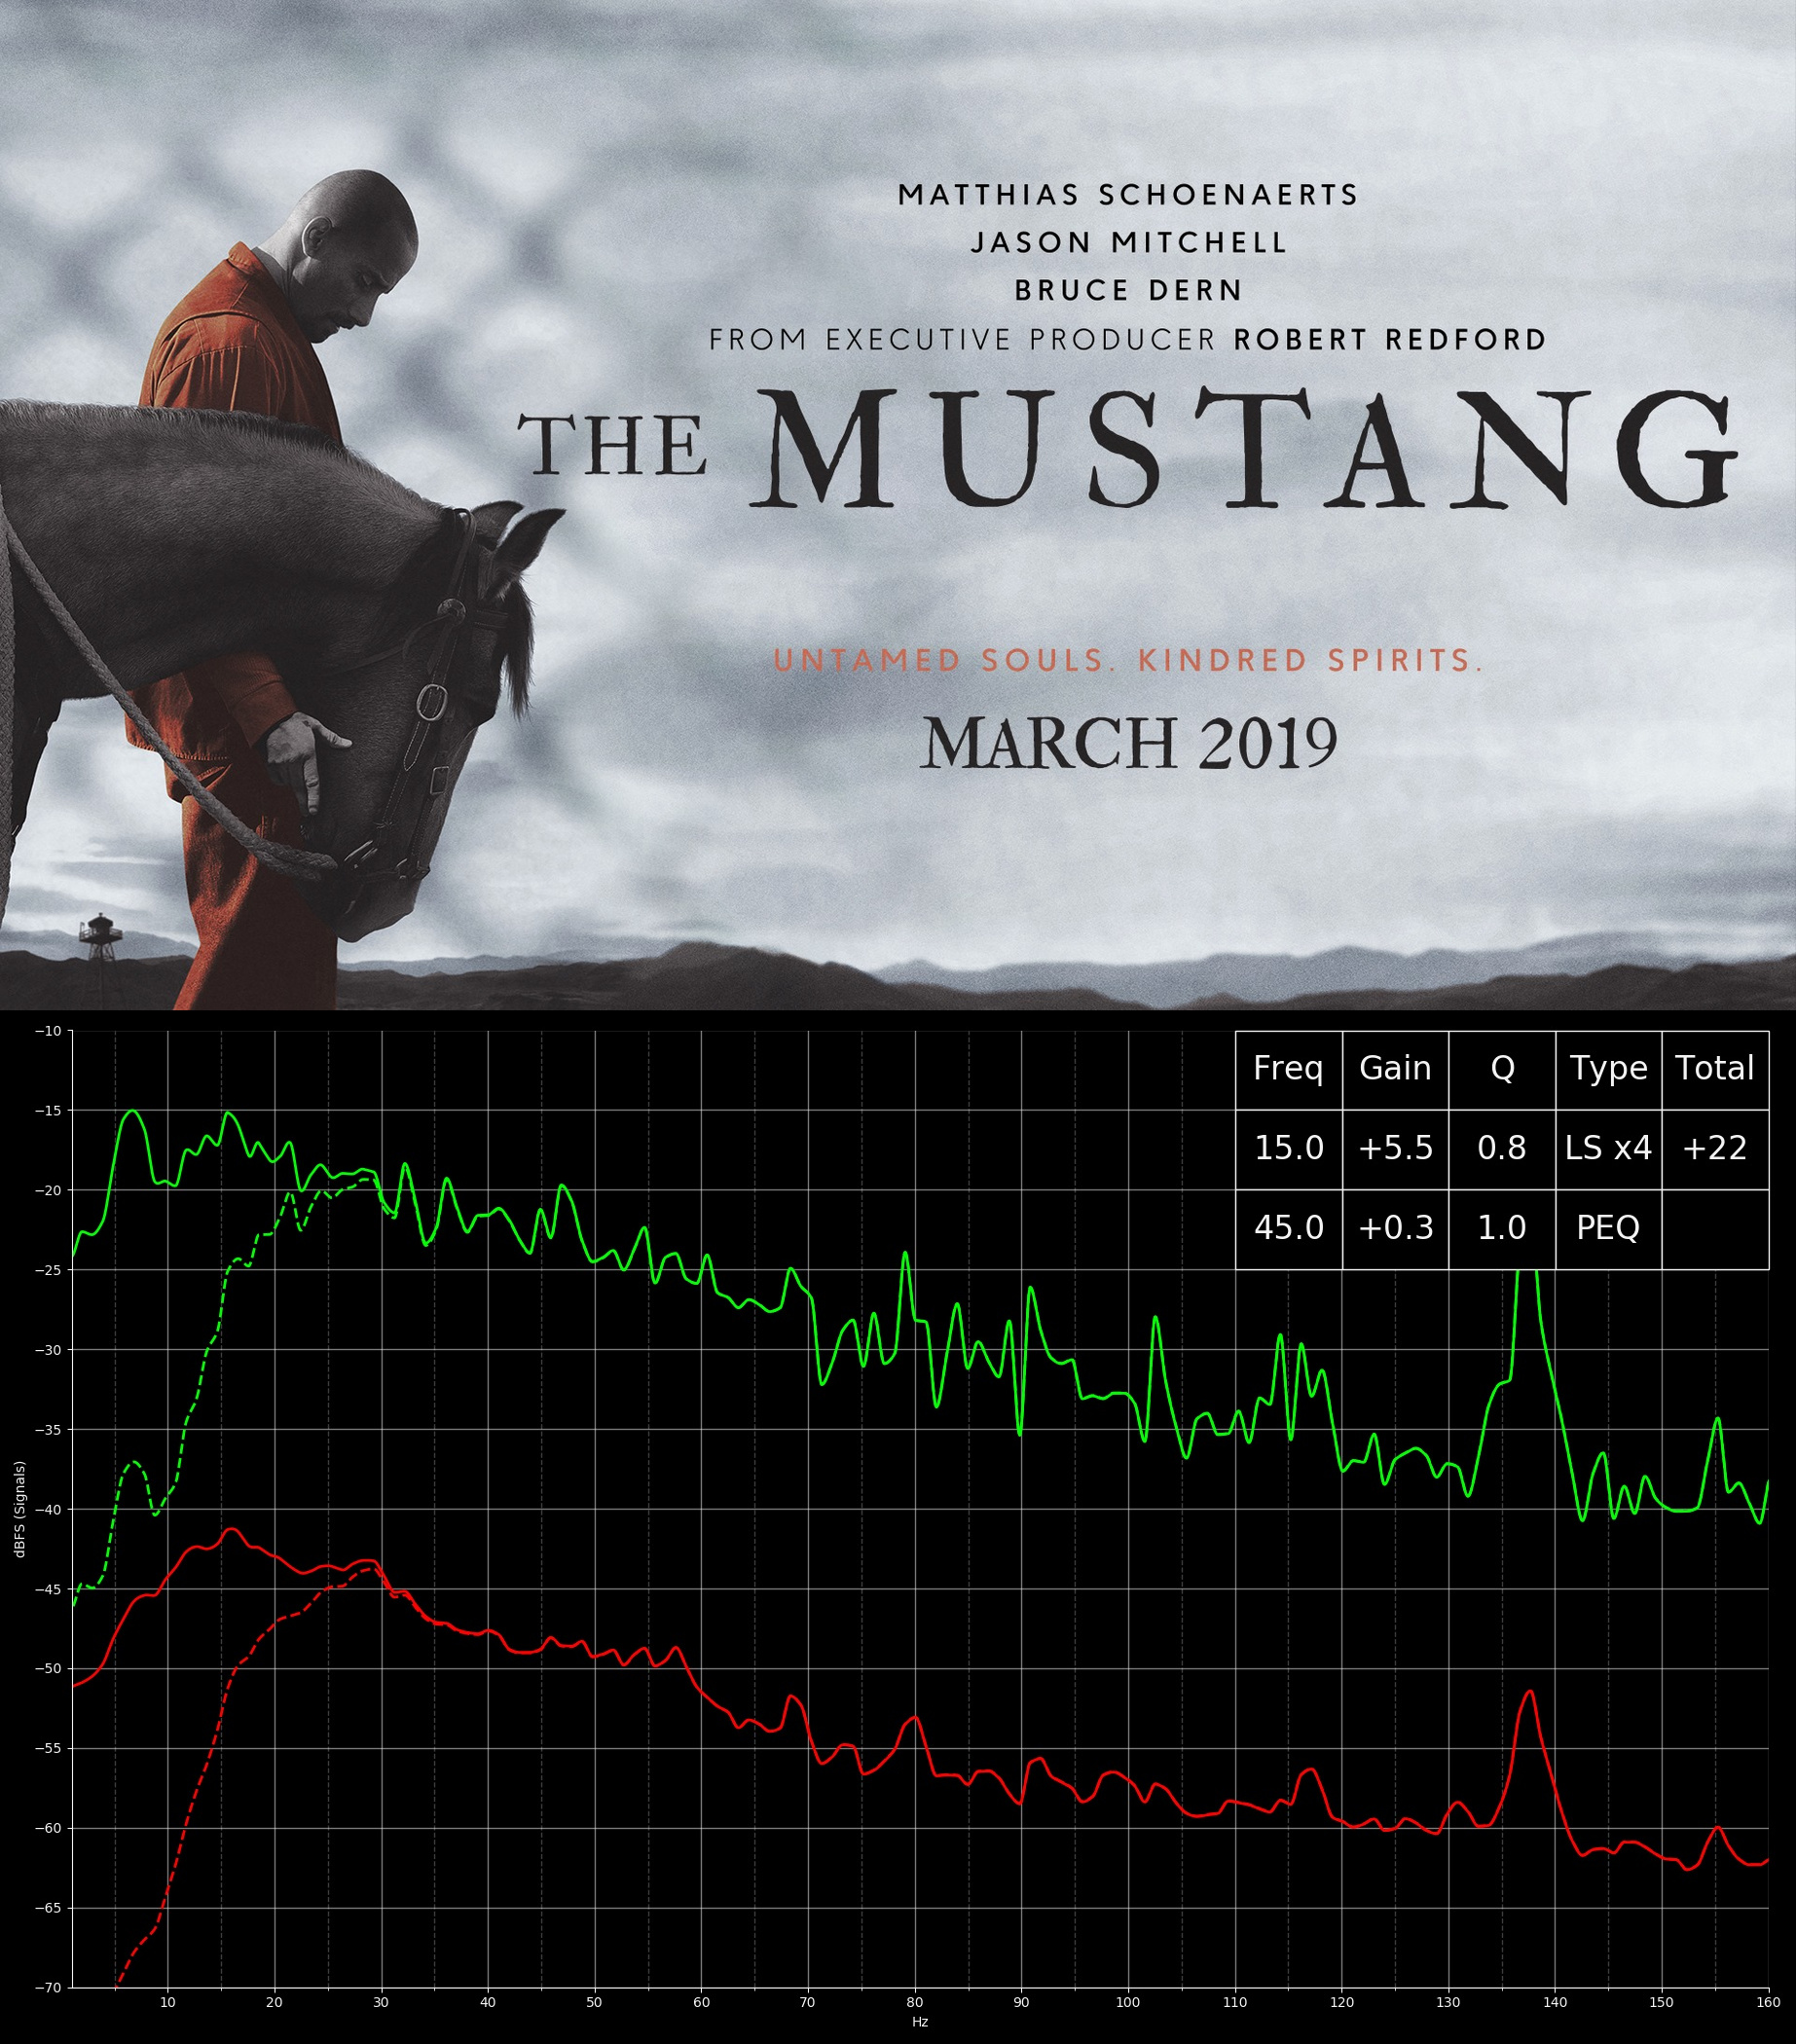 MATTHIAS SCHOENAERTS
JASON MITCHELL
BRUCE DERN
FROM EXECUTIVE PRODUCER ROBERT REDFORD
THE MUSTANG
UNTAMED SOULS. KINDRED SPIRITS.
MARCH 2019
Freq Gain Q Type Total
15.0 +5.5 0.8 LS x4 +22
45.0 +0.3 1.0 PEQ
−10
−15
−20
−25
−30
−35
−40
−45
−50
−55
−60
−65
−70
dBFS (Signals)
10 20 30 40 50 60 70 80 90 100 110 120 130 140 150 160
Hz